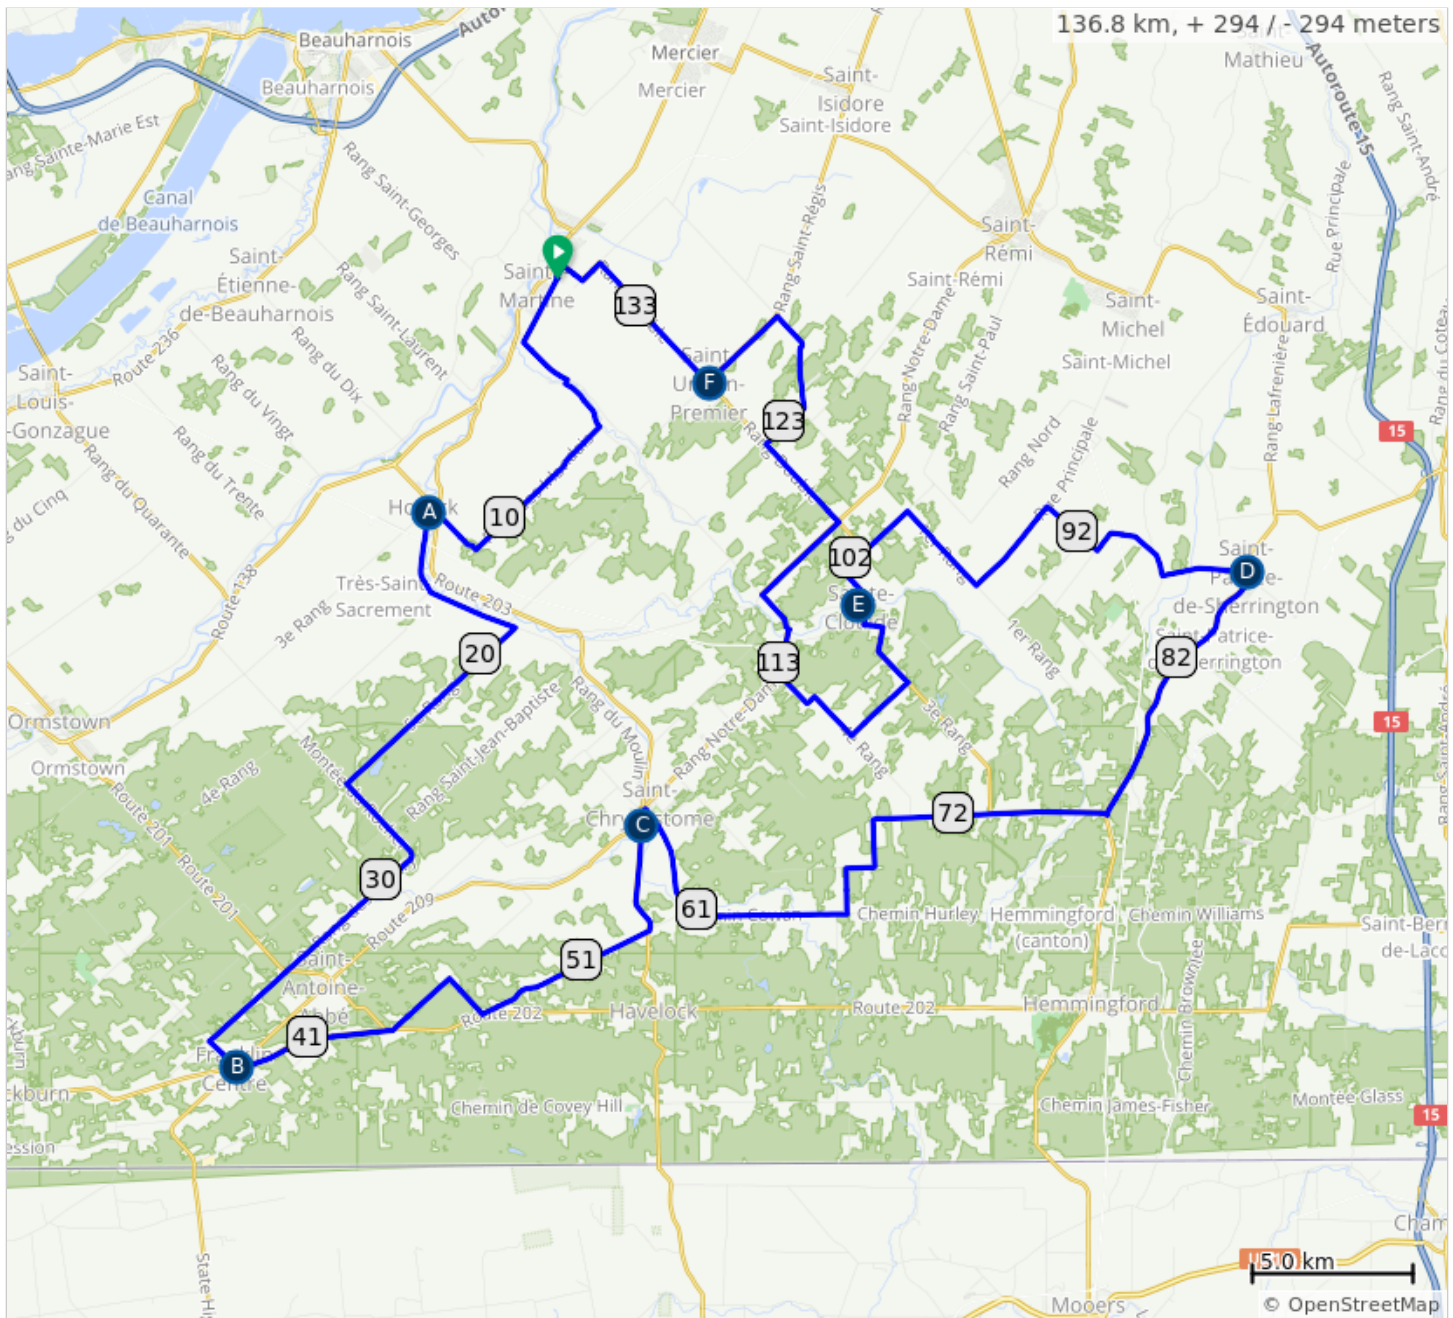 136.8 km, + 294 / - 294 meters
Beauharnois
Mercier
Saint-
Mathieu
Beauharnois
Mercier
Saint-
Isidore
Saint-Isidore
Autoroute 15
Rang Saint-André
Rang Sainte-Marie Est
Rang Saint-Georges
Canal
de Beauharnois
Rang Saint-Régis
Rue Principale
Saint-
Rémi
Saint-
Étienne-
de-Beauharnois
Saint-Rémi
Saint-
Michel
Saint-
Édouard
Rang Saint-Laurent
133
Route 236
Rang du Dix
Rang Notre-Dame
Rang Saint-Paul
Saint-Michel
Rang Lafrenière
Saint-
Louis-
-Gonzague
Rang du Vingt
F
Premier
123
15
Rang du Trente
Rang du Quarante
Rang Nord
Rue Principale
A
10
92
102
Saint-
D
de-Sherrington
Route 138
Très-Saint-
Sacrement
Route 203
E
3e Rang
1er Rang
20
113
82
Ormstown
Rang Saint-Jean-Baptiste
Rang du Moulin
Rang Notre-Dame
3e Rang
15
Ormstown
4e Rang
Saint-
C
72
Route 201
30
Route 209
61
Chemin Hurley
Hemmingford
(canton)
Chemin Williams
51
Antoine-
Abbé
Havelock
Route 202
Route 202
Hemmingford
Chemin Brownlee
41
B
Centre
Chemin de Covey Hill
Chemin James-Fisher
Montée Glass
15
5.0 km
Mooers
© OpenStreetMap